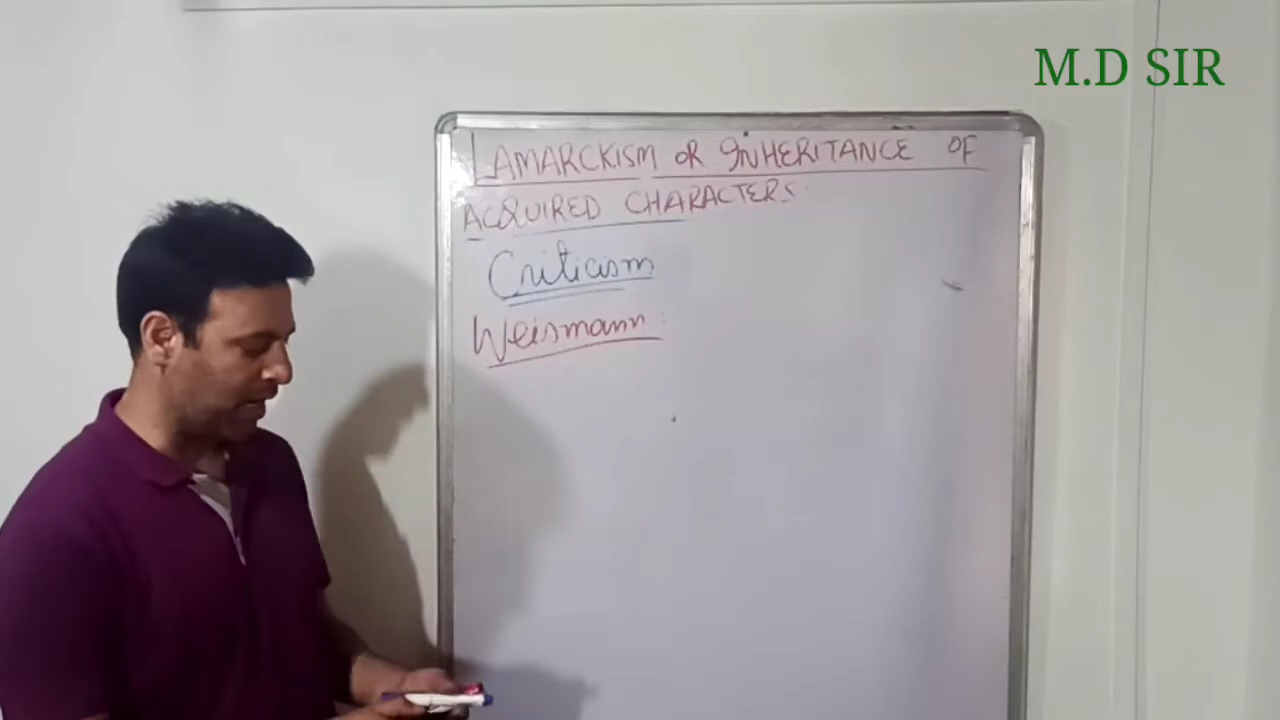 M.D SIR
LAMARCKISM OR INHERITANCE OF
ACQUIRED CHARACTERS
Criticism
Weismann: